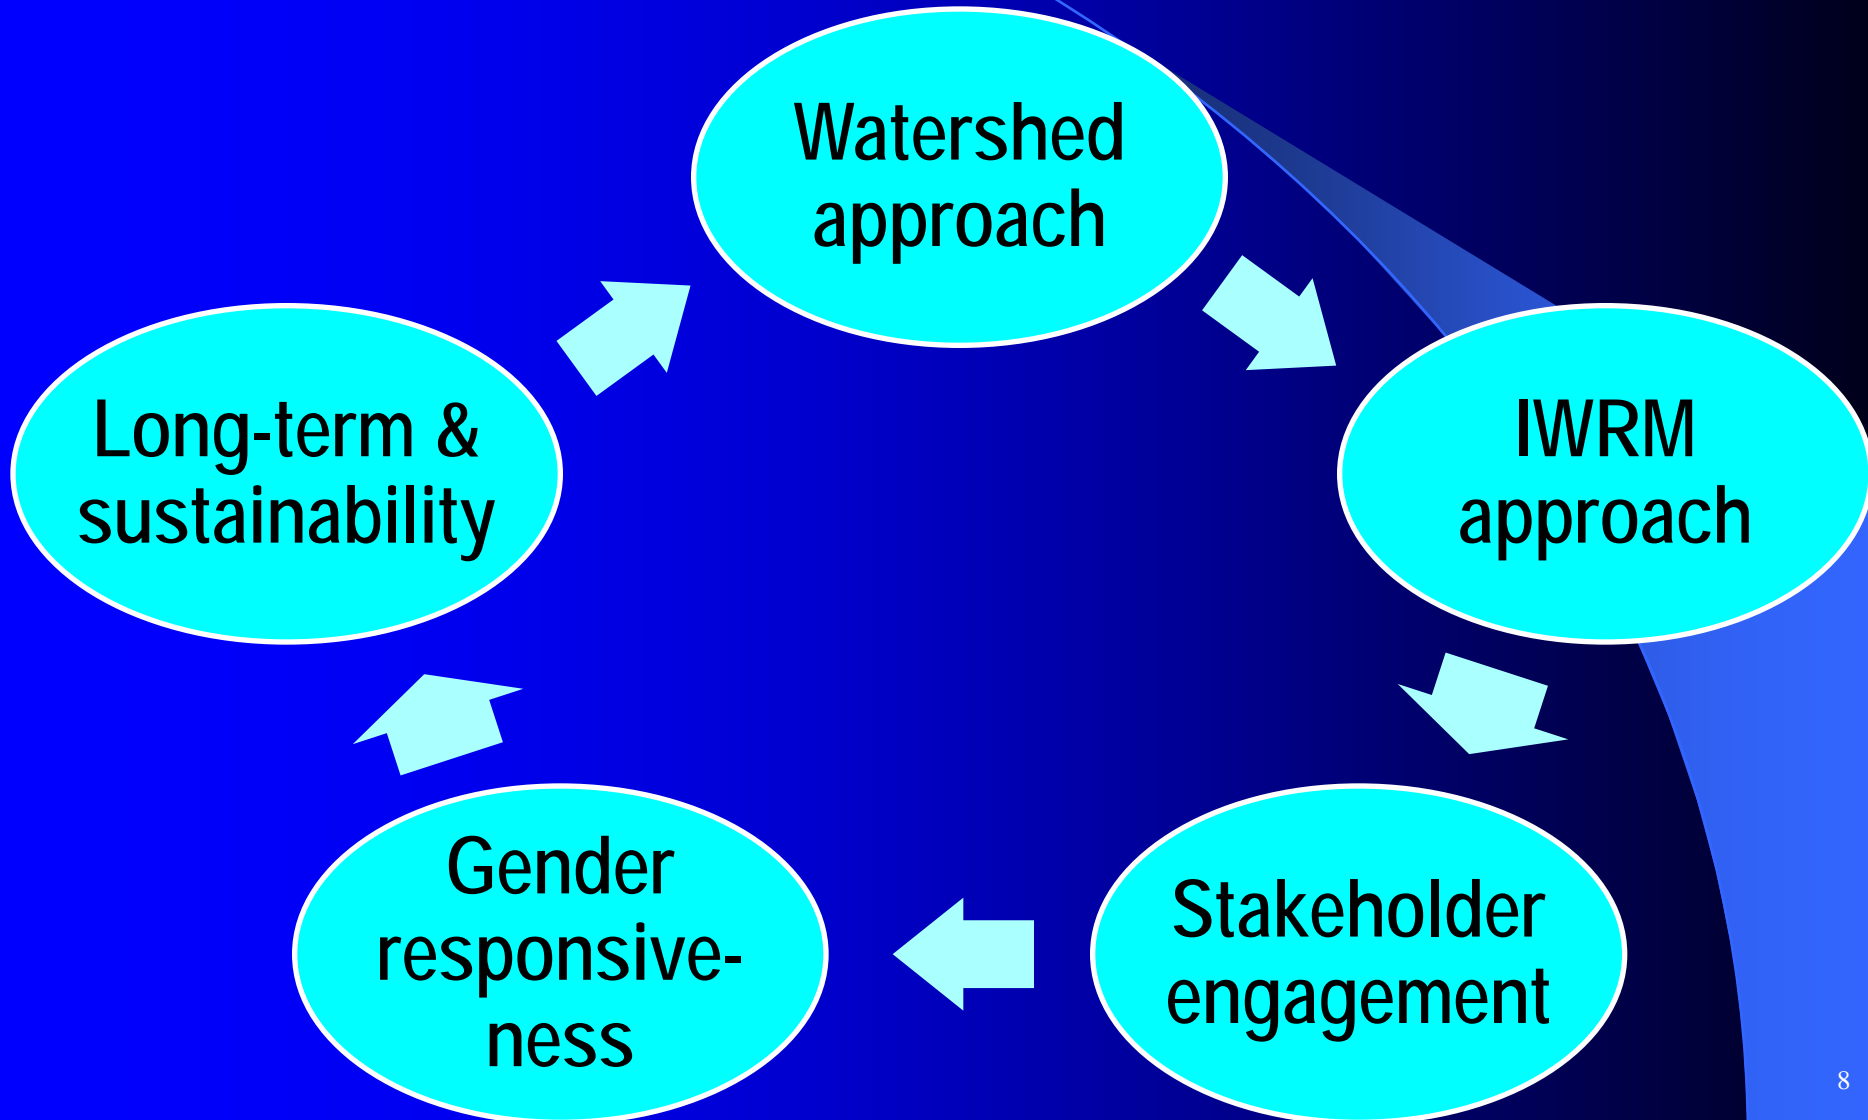 Watershed
approach
IWRM
approach
Stakeholder
engagement
Gender
responsive-
ness
Long-term &
sustainability
8